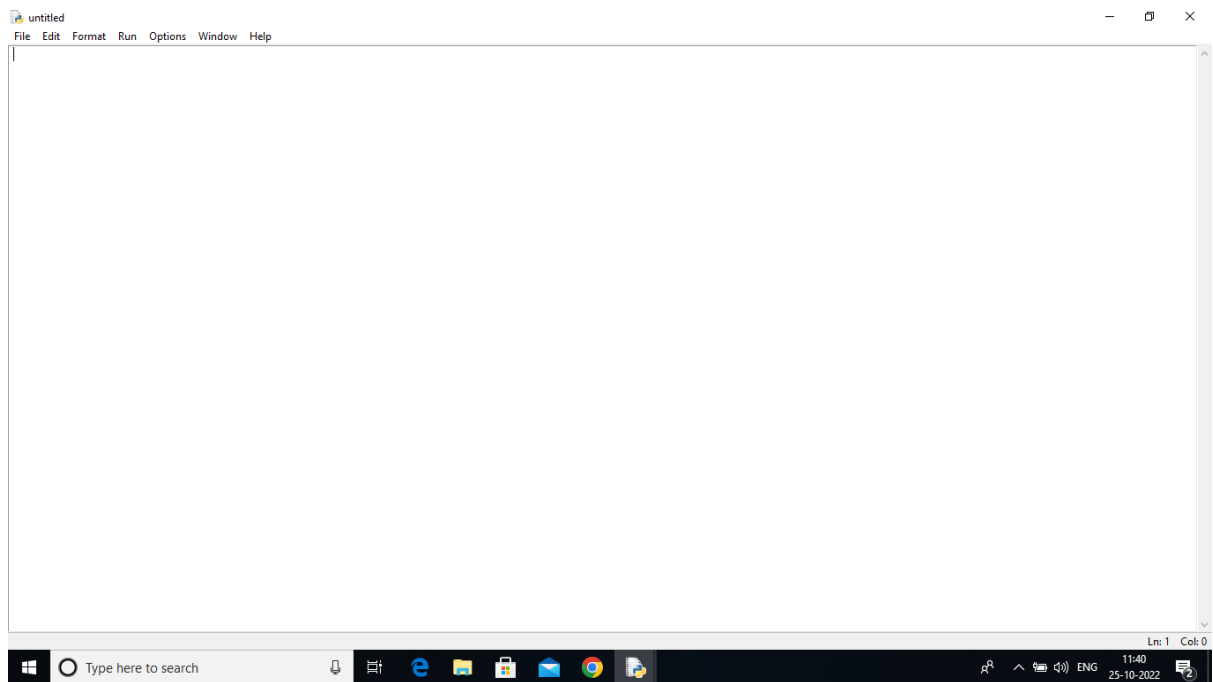 untitled
File Edit Format Run Options Window Help
Ln: 1 Col: 0
Type here to search
ENG
11:40
25-10-2022
2